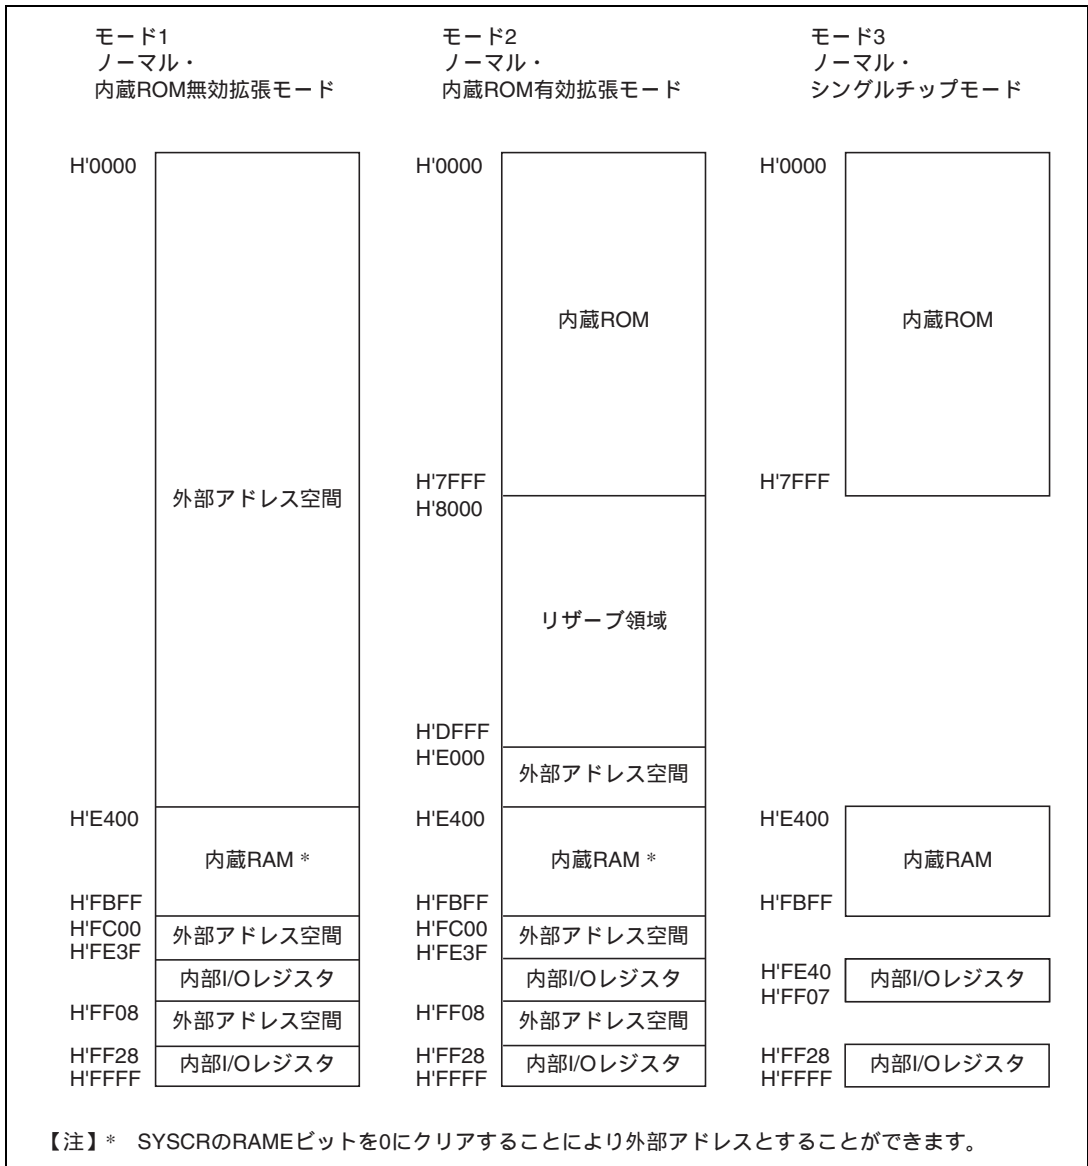 モード1
ノーマル・
内蔵ROM無効拡張モード
H'0000
外部アドレス空間
H'E400
内蔵RAM *
H'FBFF
H'FC00
外部アドレス空間
H'FE3F
内部I/Oレジスタ
H'FF08
外部アドレス空間
H'FF28
内部I/Oレジスタ
H'FFFF
モード2
ノーマル・
内蔵ROM有効拡張モード
H'0000
内蔵ROM
H'7FFF
H'8000
リザーブ領域
H'DFFF
H'E000
外部アドレス空間
H'E400
内蔵RAM *
H'FBFF
H'FC00
外部アドレス空間
H'FE3F
内部I/Oレジスタ
H'FF08
外部アドレス空間
H'FF28
内部I/Oレジスタ
H'FFFF
モード3
ノーマル・
シングルチップモード
H'0000
内蔵ROM
H'7FFF
H'E400
内蔵RAM
H'FBFF
H'FE40
内部I/Oレジスタ
H'FF07
H'FF28
内部I/Oレジスタ
H'FFFF
【注】* SYSCRのRAMEビットを0にクリアすることにより外部アドレスとすることができます。